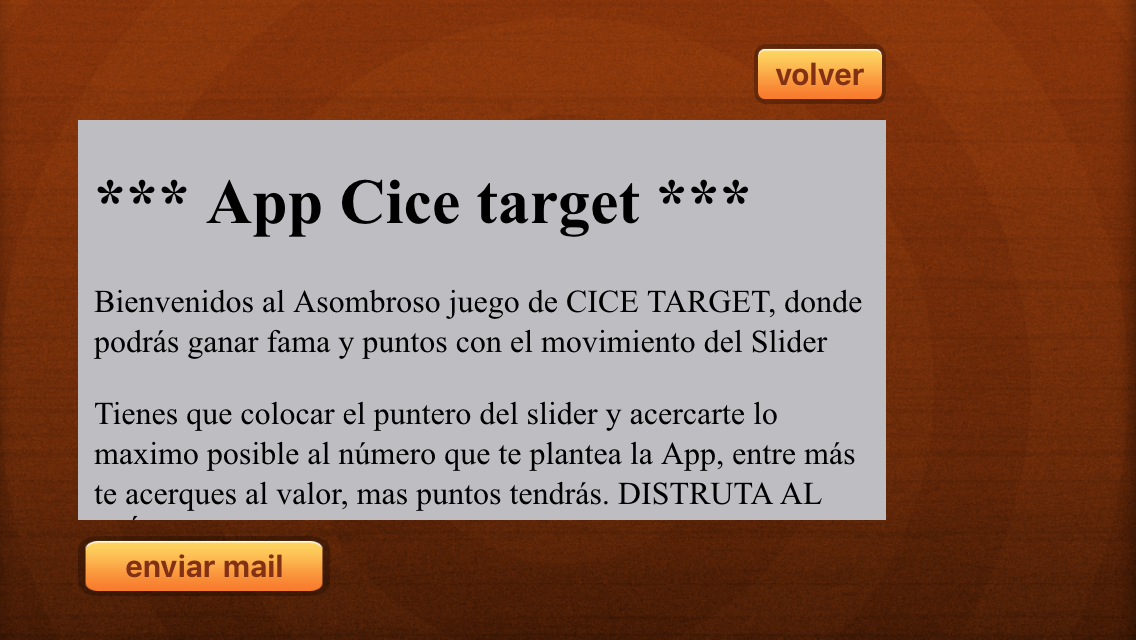 volver
*** App Cice target ***
Bienvenidos al Asombroso juego de CICE TARGET, donde
podrás ganar fama y puntos con el movimiento del Slider
Tienes que colocar el puntero del slider y acercarte lo
maximo posible al número que te plantea la App, entre más
te acerques al valor, mas puntos tendrás. DISTRUTA AL
enviar mail